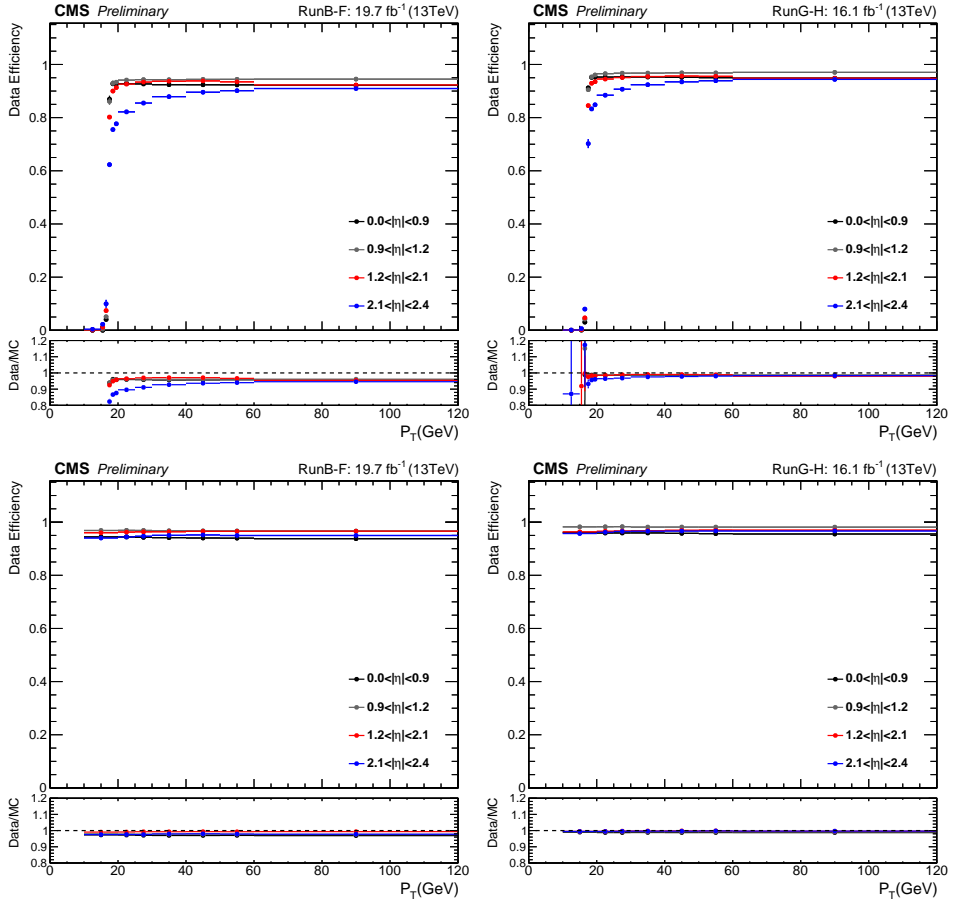 CMS Preliminary RunB-F: 19.7 fb⁻¹ (13TeV)
Data Efficiency
1
0.8
0.6
0.4
0.2
0
0.0<|η|<0.9
0.9<|η|<1.2
1.2<|η|<2.1
2.1<|η|<2.4
Data/MC
1.2
1.1
1
0.9
0.8
0 20 40 60 80 100 120
P_T(GeV)
CMS Preliminary RunG-H: 16.1 fb⁻¹ (13TeV)
Data Efficiency
1
0.8
0.6
0.4
0.2
0
0.0<|η|<0.9
0.9<|η|<1.2
1.2<|η|<2.1
2.1<|η|<2.4
Data/MC
1.2
1.1
1
0.9
0.8
0 20 40 60 80 100 120
P_T(GeV)
CMS Preliminary RunB-F: 19.7 fb⁻¹ (13TeV)
Data Efficiency
1
0.8
0.6
0.4
0.2
0
0.0<|η|<0.9
0.9<|η|<1.2
1.2<|η|<2.1
2.1<|η|<2.4
Data/MC
1.2
1.1
1
0.9
0.8
0 20 40 60 80 100 120
P_T(GeV)
CMS Preliminary RunG-H: 16.1 fb⁻¹ (13TeV)
Data Efficiency
1
0.8
0.6
0.4
0.2
0
0.0<|η|<0.9
0.9<|η|<1.2
1.2<|η|<2.1
2.1<|η|<2.4
Data/MC
1.2
1.1
1
0.9
0.8
0 20 40 60 80 100 120
P_T(GeV)